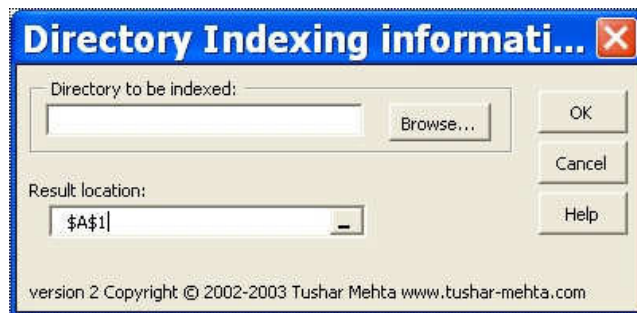 Directory Indexing informati...
Directory to be indexed:
Browse...
OK
Cancel
Result location:
$A$1
Help
version 2 Copyright © 2002-2003 Tushar Mehta www.tushar-mehta.com